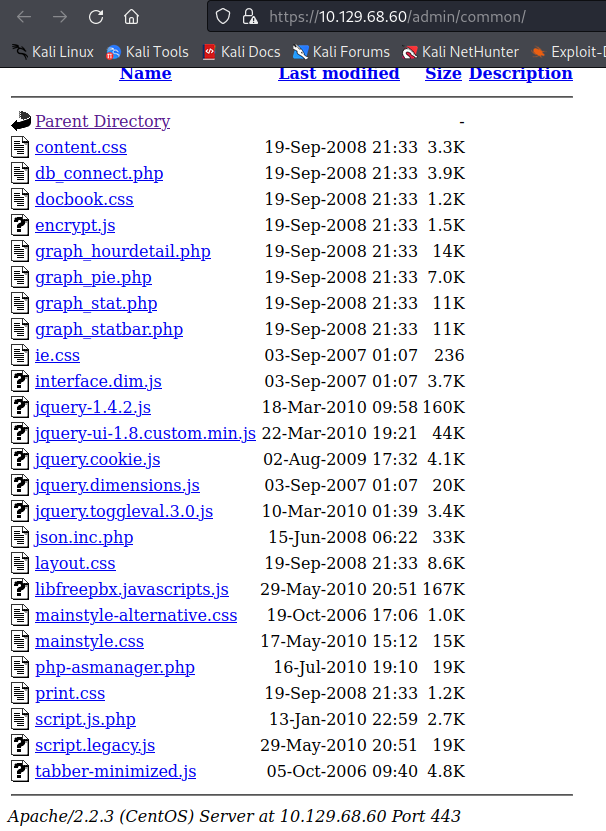 https://10.129.68.60/admin/common/
Kali Linux Kali Tools Kali Docs Kali Forums Kali NetHunter Exploit-D
Name Last modified Size Description
Parent Directory -
content.css 19-Sep-2008 21:33 3.3K
db_connect.php 19-Sep-2008 21:33 3.9K
docbook.css 19-Sep-2008 21:33 1.2K
encrypt.js 19-Sep-2008 21:33 1.5K
graph_hourdetail.php 19-Sep-2008 21:33 14K
graph_pie.php 19-Sep-2008 21:33 7.0K
graph_stat.php 19-Sep-2008 21:33 11K
graph_statbar.php 19-Sep-2008 21:33 11K
ie.css 03-Sep-2007 01:07 236
interface.dim.js 03-Sep-2007 01:07 3.7K
jquery-1.4.2.js 18-Mar-2010 09:58 160K
jquery-ui-1.8.custom.min.js 22-Mar-2010 19:21 44K
jquery.cookie.js 02-Aug-2009 17:32 4.1K
jquery.dimensions.js 03-Sep-2007 01:07 20K
jquery.toggleval.3.0.js 10-Mar-2010 01:39 3.4K
json.inc.php 15-Jun-2008 06:22 33K
layout.css 19-Sep-2008 21:33 8.6K
libfreepbx.javascripts.js 29-May-2010 20:51 167K
mainstyle-alternative.css 19-Oct-2006 17:06 1.0K
mainstyle.css 17-May-2010 15:12 15K
php-asmanager.php 16-Jul-2010 19:10 19K
print.css 19-Sep-2008 21:33 1.2K
script.js.php 13-Jan-2010 22:59 2.7K
script.legacy.js 29-May-2010 20:51 19K
tabber-minimized.js 05-Oct-2006 09:40 4.8K
Apache/2.2.3 (CentOS) Server at 10.129.68.60 Port 443